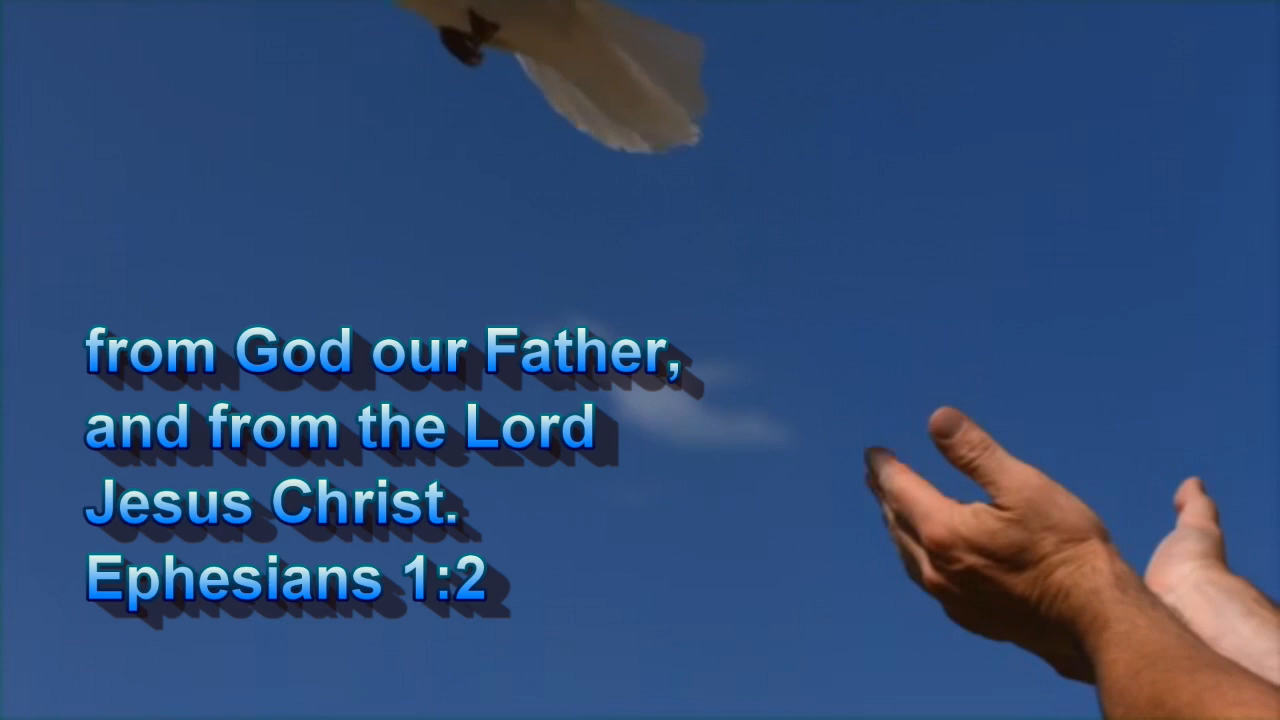 from God our Father,
and from the Lord
Jesus Christ.
Ephesians 1:2